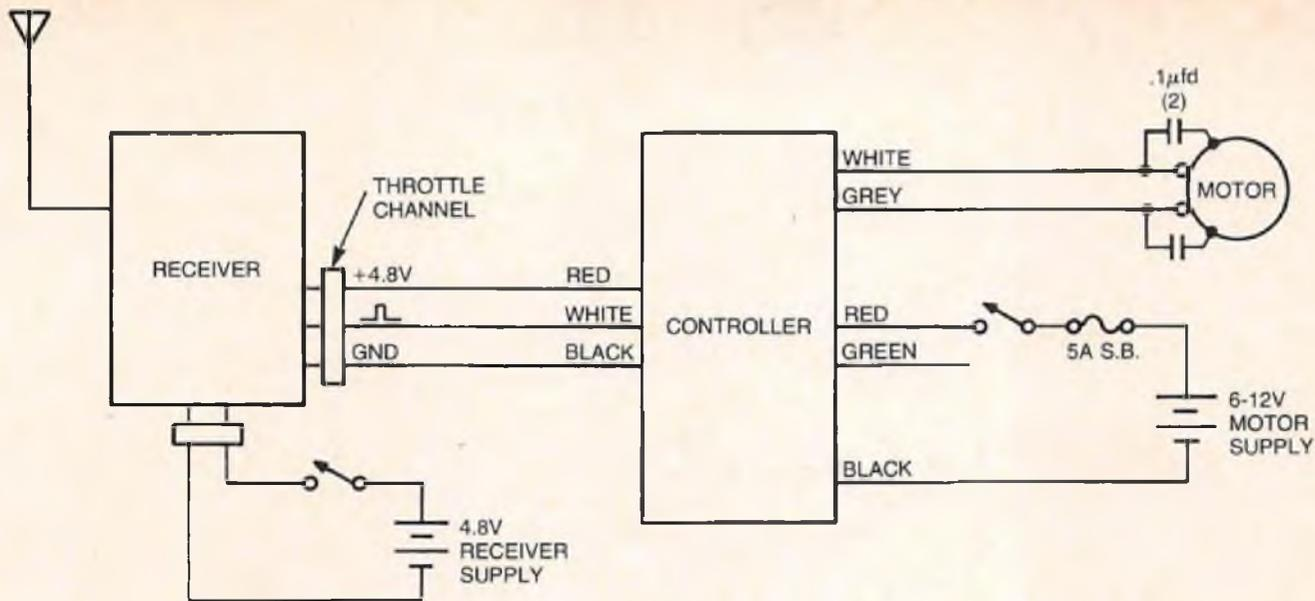 .1μfd
(2)
WHITE
GREY
MOTOR
THROTTLE
CHANNEL
RECEIVER
+4.8V
RED
WHITE
GND
BLACK
CONTROLLER
RED
GREEN
5A S.B.
BLACK
6-12V
MOTOR
SUPPLY
4.8V
RECEIVER
SUPPLY